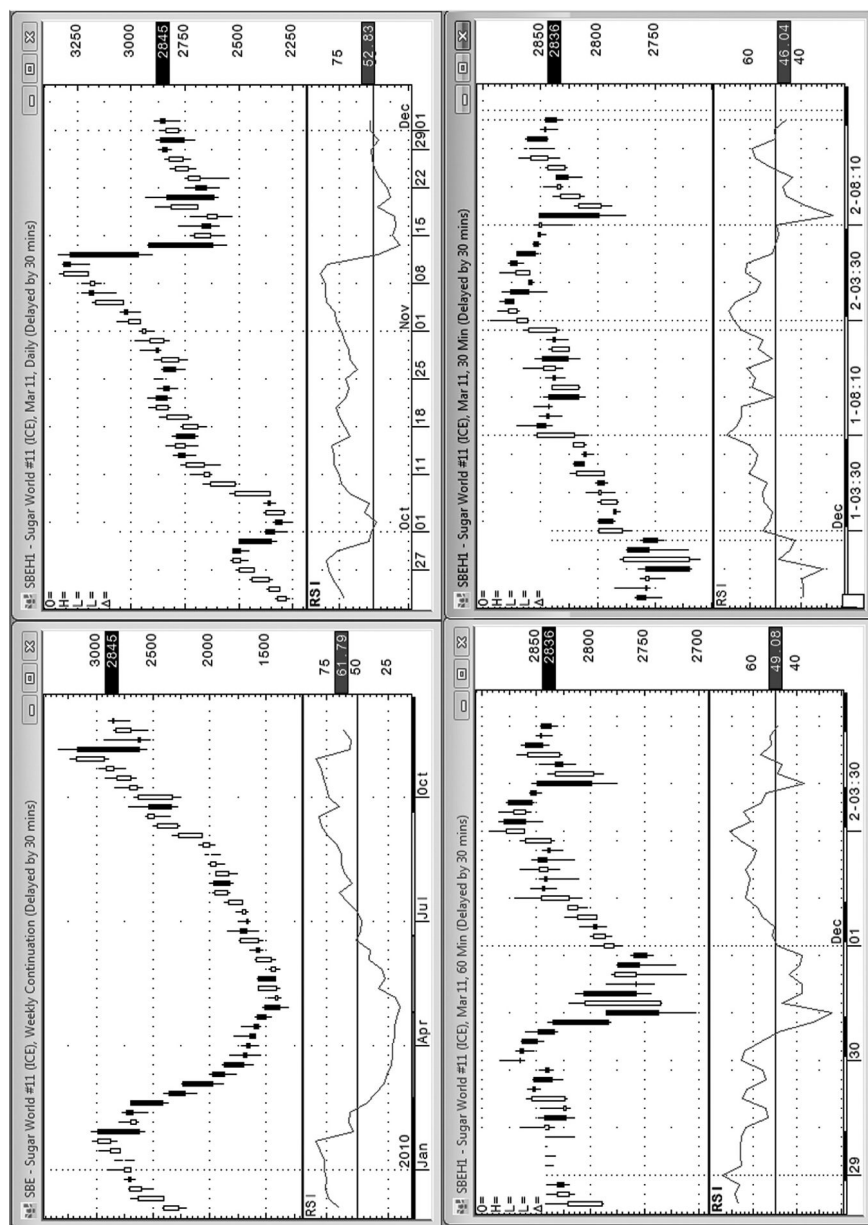 SBE - Sugar World #11 (ICE), Weekly Continuation (Delayed by 30 mins)
3000
2845
2500
2000
1500
RSI
75
61.79
50
25
2010
Jan Apr Jul Oct
SBEH1 - Sugar World #11 (ICE), Mar 11, Daily (Delayed by 30 mins)
O=
H=
L=
L=
Δ=
3250
3000
2845
2750
2500
2250
RSI
75
52.83
Oct Nov Dec
27 01 11 18 25 01 08 15 22 29 01
SBEH1 - Sugar World #11 (ICE), Mar 11, 60 Min (Delayed by 30 mins)
O=
H=
L=
L=
Δ=
2850
2836
2800
2750
2700
RSI
60
49.08
40
Dec
29 30 01 2-03:30
SBEH1 - Sugar World #11 (ICE), Mar 11, 30 Min (Delayed by 30 mins)
O=
H=
L=
L=
Δ=
2850
2836
2800
2750
RSI
60
46.04
Dec
1-03:30 1-08:10 2-03:30 2-08:10